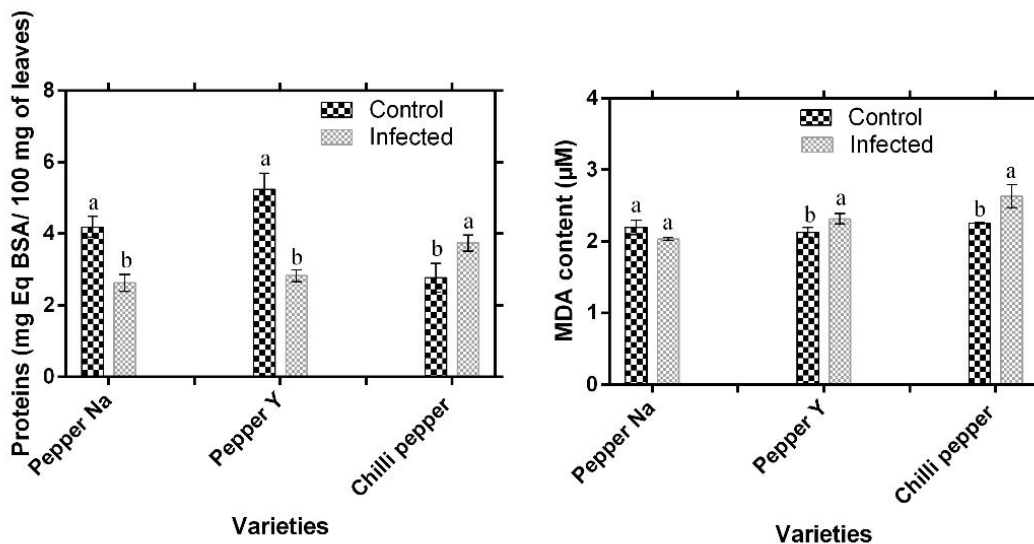 Proteins (mg Eq BSA/ 100 mg of leaves)
8
6
4
2
0
Control
Infected
a
b
a
b
b
a
Pepper Na
Pepper Y
Chilli pepper
Varieties
MDA content (µM)
4
3
2
1
0
Control
Infected
a
a
b
a
b
a
Pepper Na
Pepper Y
Chilli pepper
Varieties